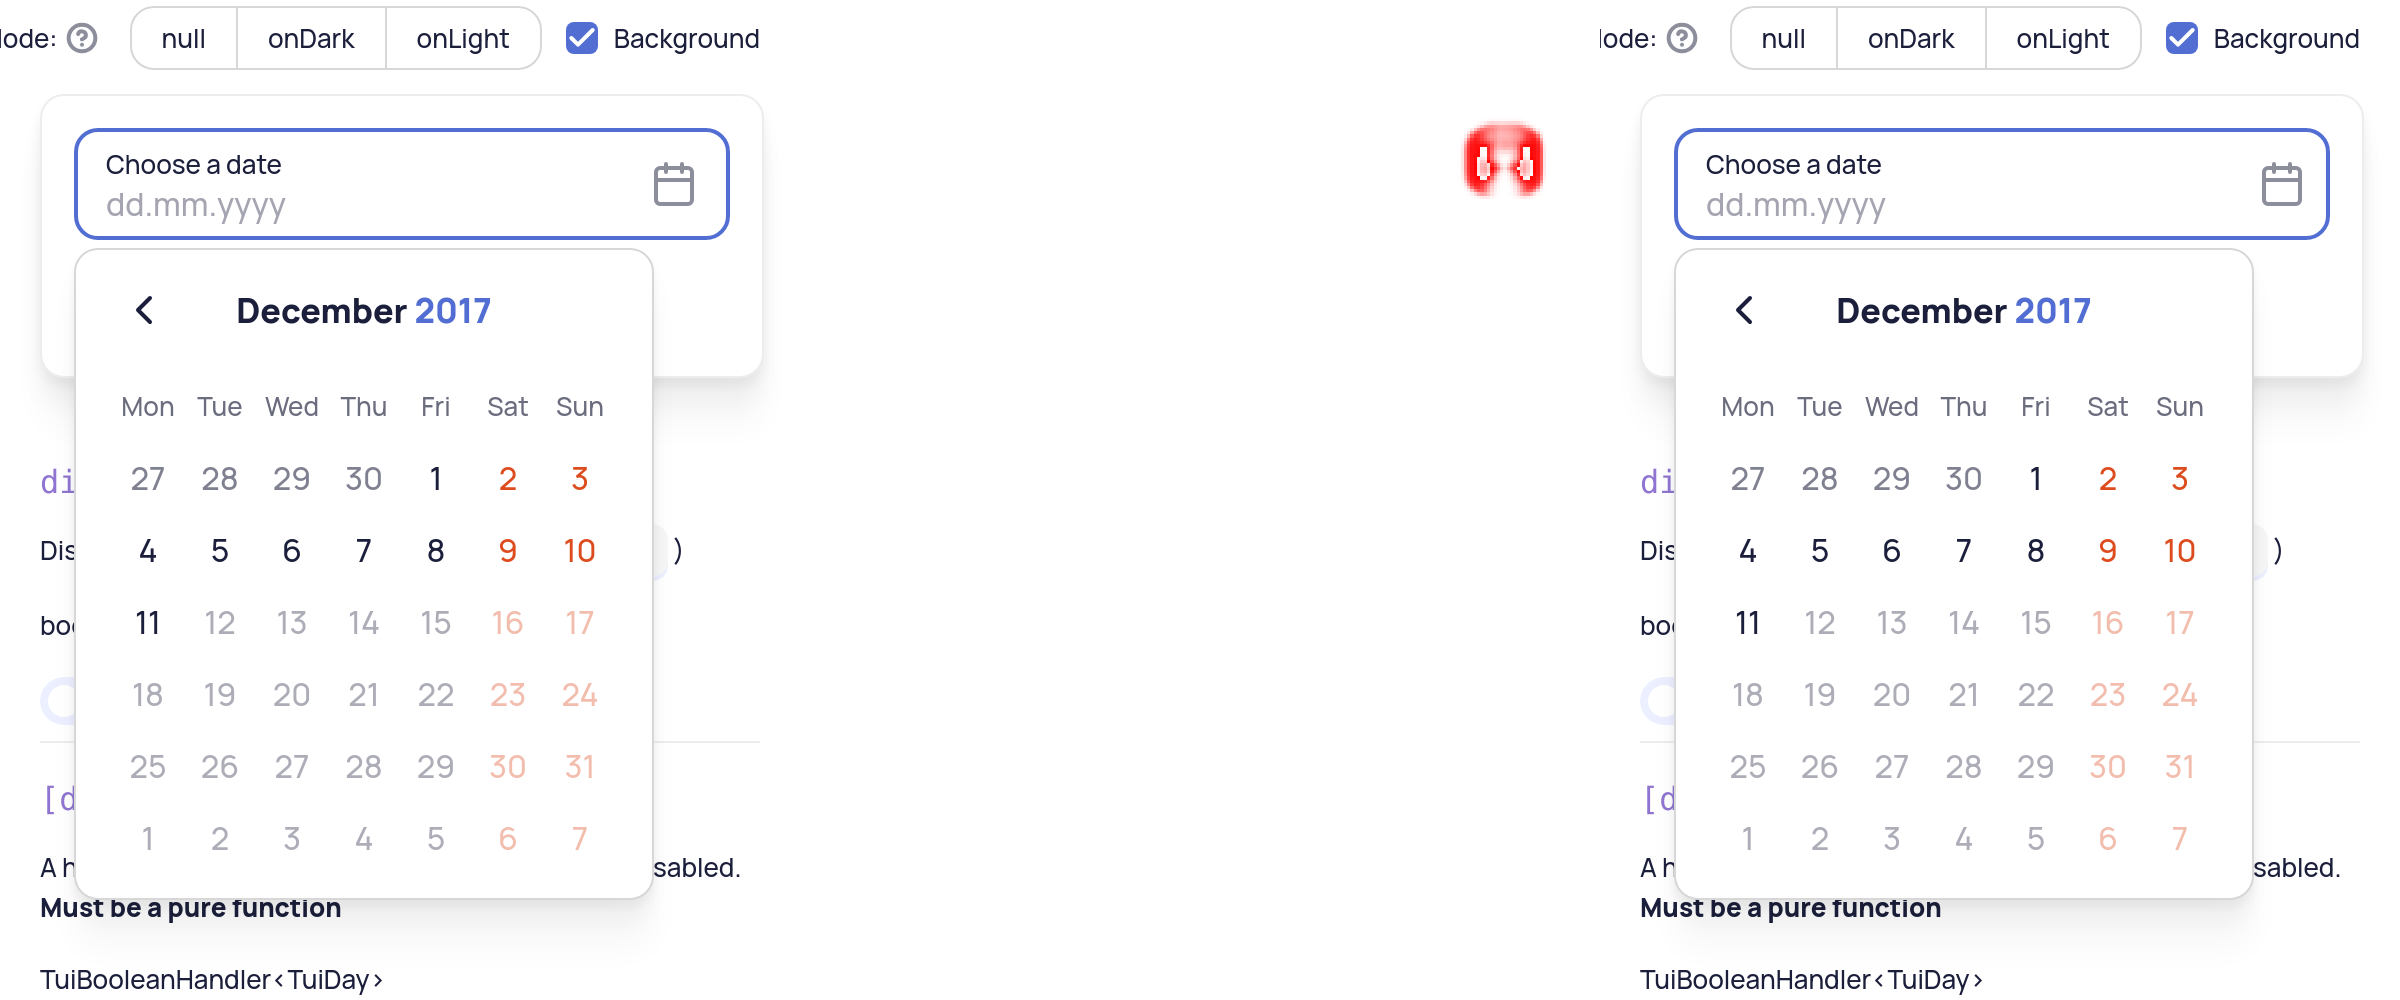 lode: null onDark onLight Background
Choose a date
dd.mm.yyyy
December 2017
Mon Tue Wed Thu Fri Sat Sun
27 28 29 30 1 2 3
4 5 6 7 8 9 10
11 12 13 14 15 16 17
18 19 20 21 22 23 24
25 26 27 28 29 30 31
1 2 3 4 5 6 7
di
Dis )
boo
[d
A h sabled.
Must be a pure function
TuiBooleanHandler<TuiDay>
lode: null onDark onLight Background
Choose a date
dd.mm.yyyy
December 2017
Mon Tue Wed Thu Fri Sat Sun
27 28 29 30 1 2 3
4 5 6 7 8 9 10
11 12 13 14 15 16 17
18 19 20 21 22 23 24
25 26 27 28 29 30 31
1 2 3 4 5 6 7
di
Dis )
boo
[d
A h sabled.
Must be a pure function
TuiBooleanHandler<TuiDay>